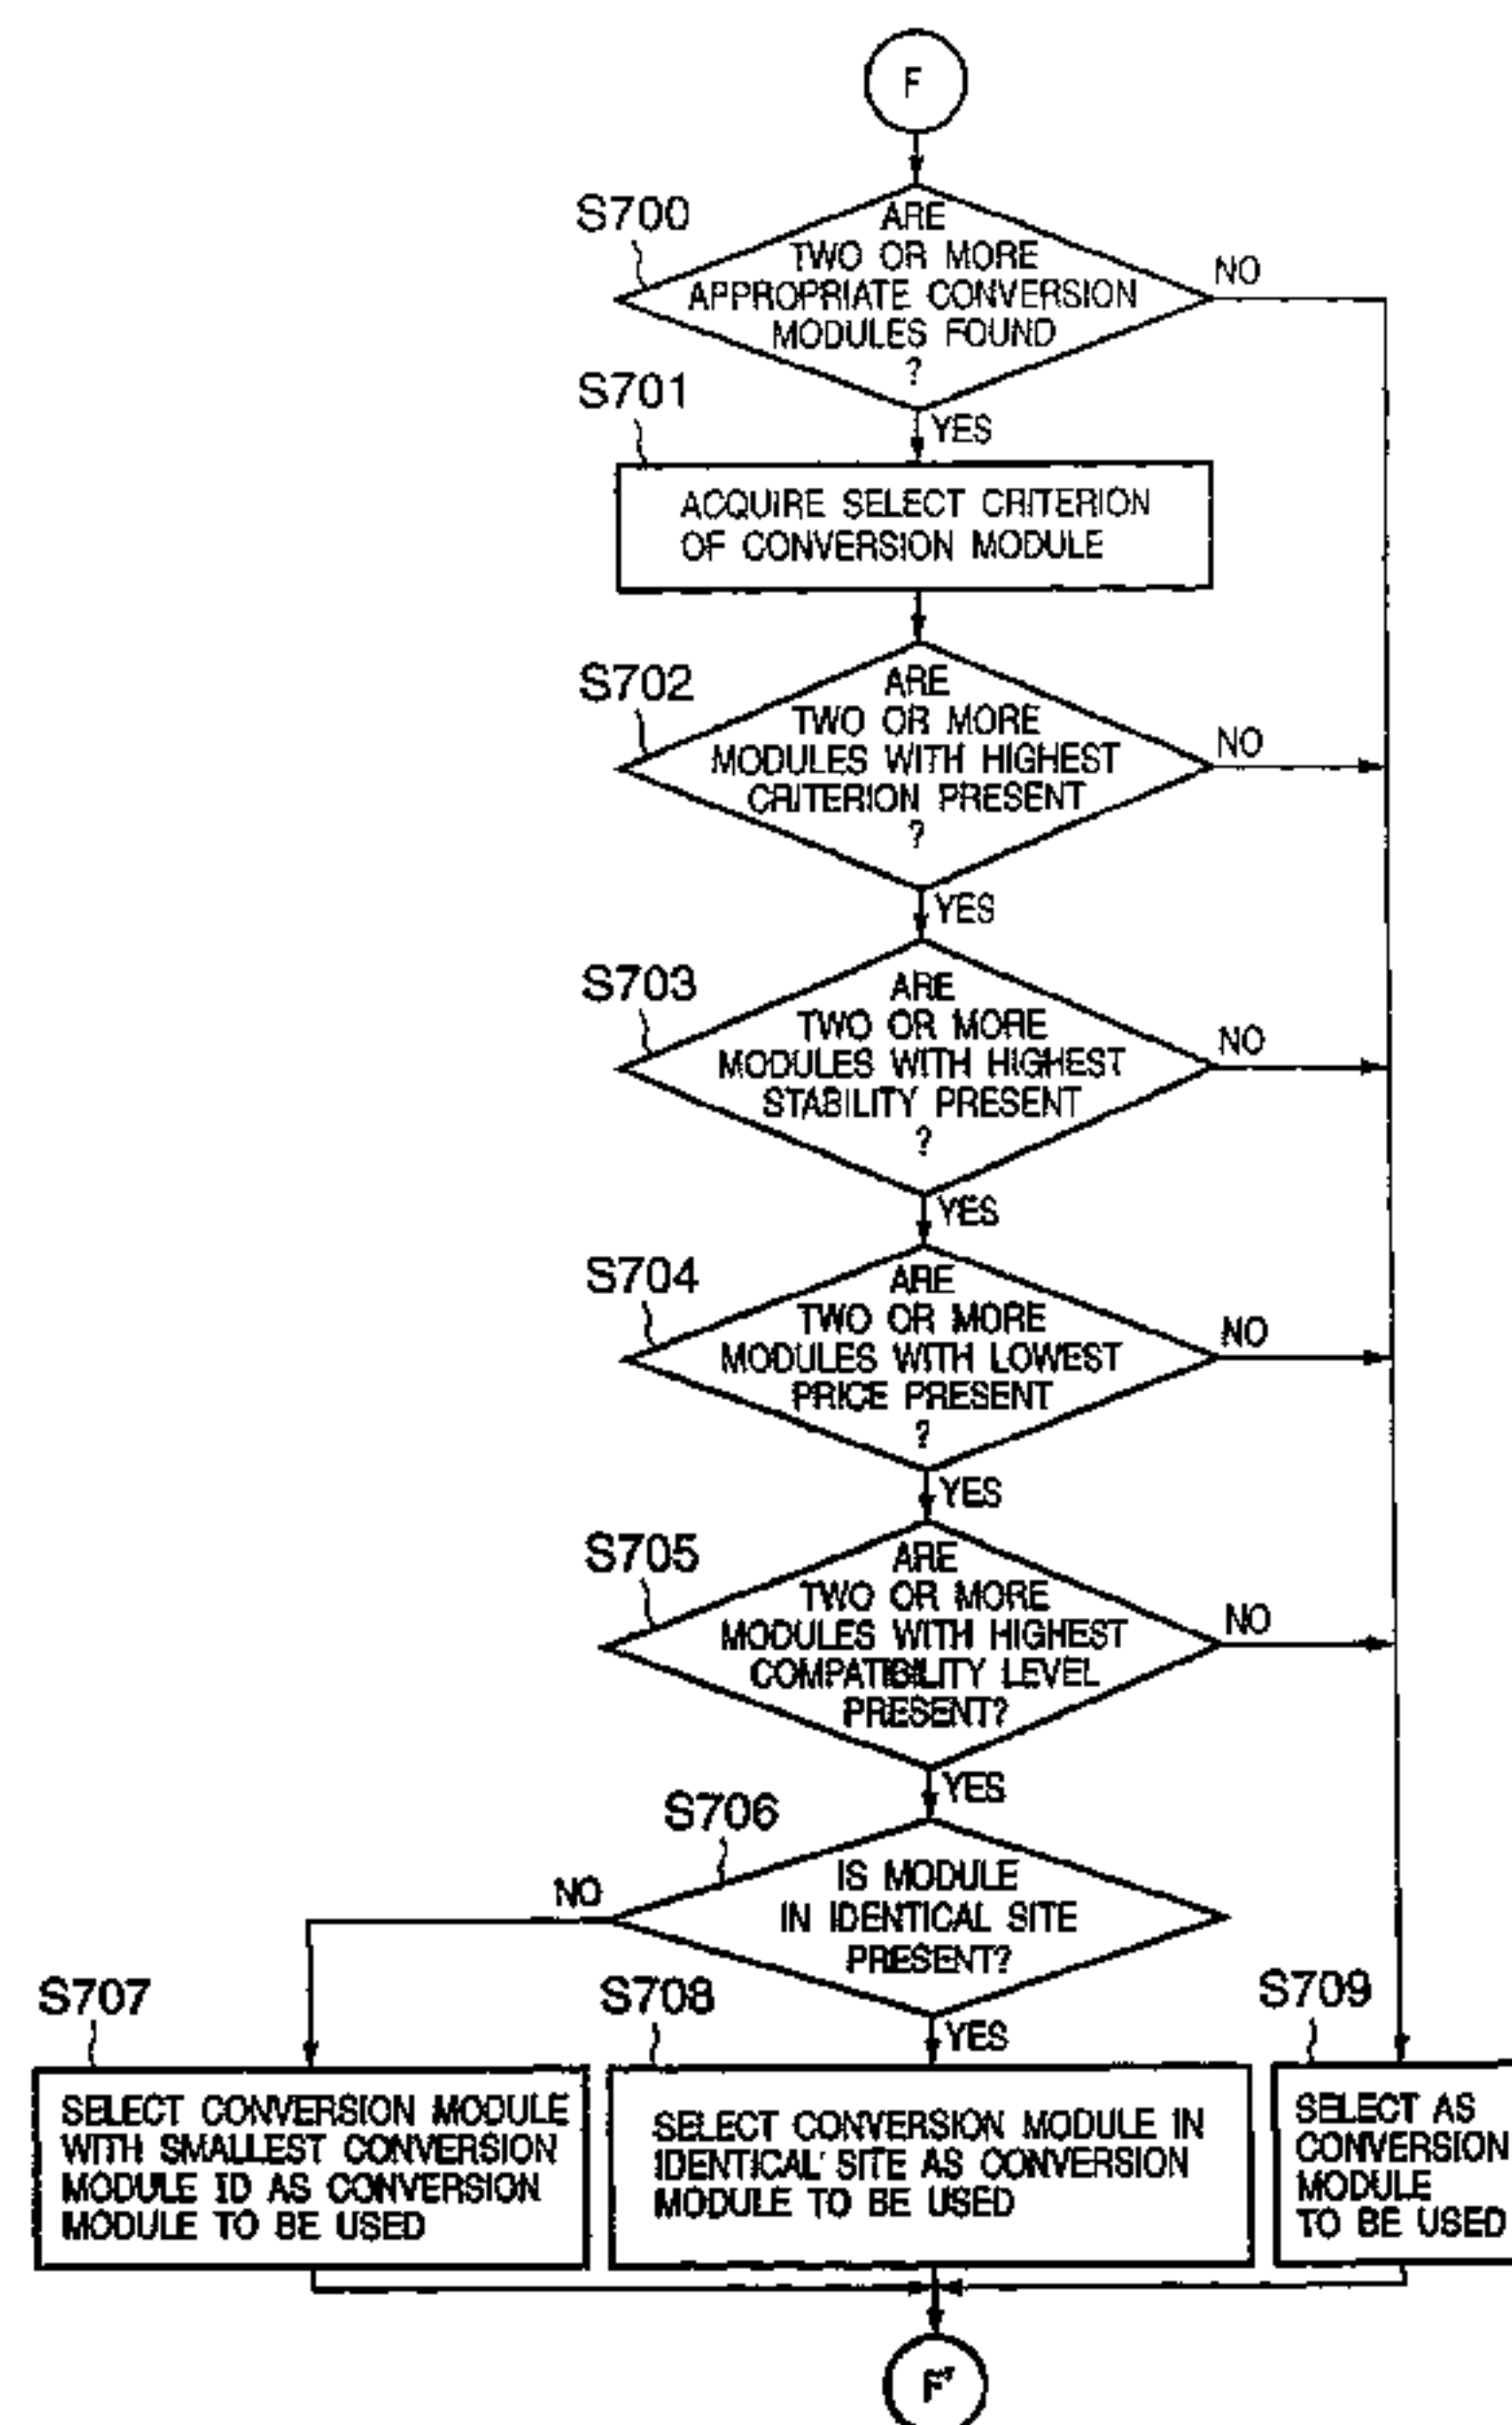 F
S700
ARE
TWO OR MORE
APPROPRIATE CONVERSION
MODULES FOUND
?
NO
YES
S701
ACQUIRE SELECT CRITERION
OF CONVERSION MODULE
S702
ARE
TWO OR MORE
MODULES WITH HIGHEST
CRITERION PRESENT
?
NO
YES
S703
ARE
TWO OR MORE
MODULES WITH HIGHEST
STABILITY PRESENT
?
NO
YES
S704
ARE
TWO OR MORE
MODULES WITH LOWEST
PRICE PRESENT
?
NO
YES
S705
ARE
TWO OR MORE
MODULES WITH HIGHEST
COMPATIBILITY LEVEL
PRESENT?
NO
YES
S706
IS MODULE
IN IDENTICAL SITE
PRESENT?
NO
YES
S707
SELECT CONVERSION MODULE
WITH SMALLEST CONVERSION
MODULE ID AS CONVERSION
MODULE TO BE USED
S708
SELECT CONVERSION MODULE IN
IDENTICAL SITE AS CONVERSION
MODULE TO BE USED
S709
SELECT AS
CONVERSION
MODULE
TO BE USED
F'